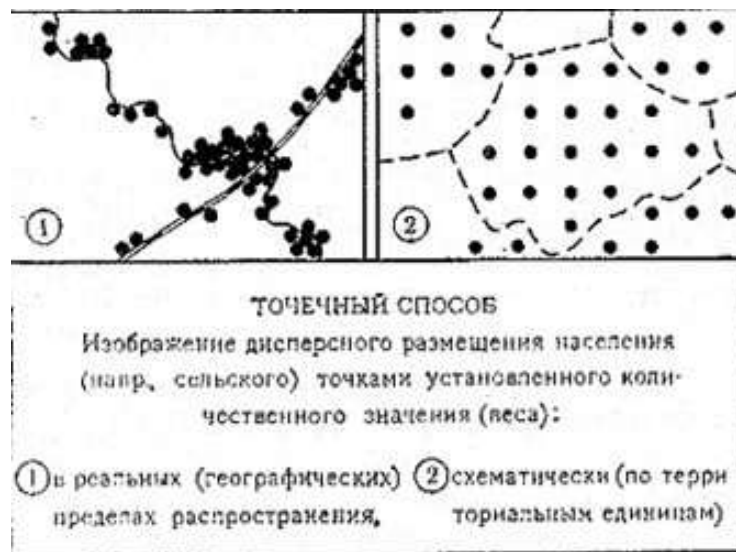 1
2
ТОЧЕЧНЫЙ СПОСОБ
Изображение дисперсного размещения населения
(напр., сельского) точками установленного коли-
чественного значения (веса):
1 в реальных (географических)
пределах распространения,
2 схематически (по терри
ториальным единицам)